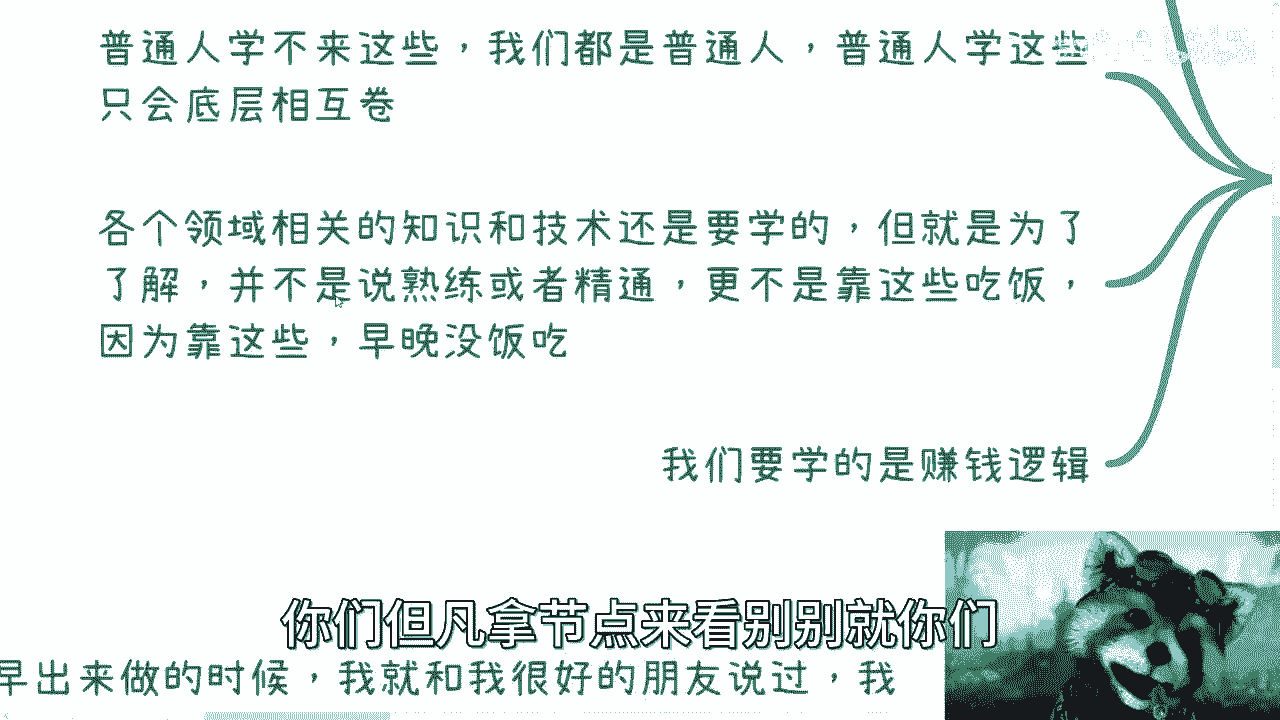 普通人学不来这些，我们都是普通人，普通人学这些
只会底层相互卷
各个领域相关的知识和技术还是要学的，但就是为了
了解，并不是说熟练或者精通，更不是靠这些吃饭，
因为靠这些，早晚没饭吃
我们要学的是赚钱逻辑
你们但凡拿节点来看别别就你们
早出来做的时候，我就和我很好的朋友说过，我